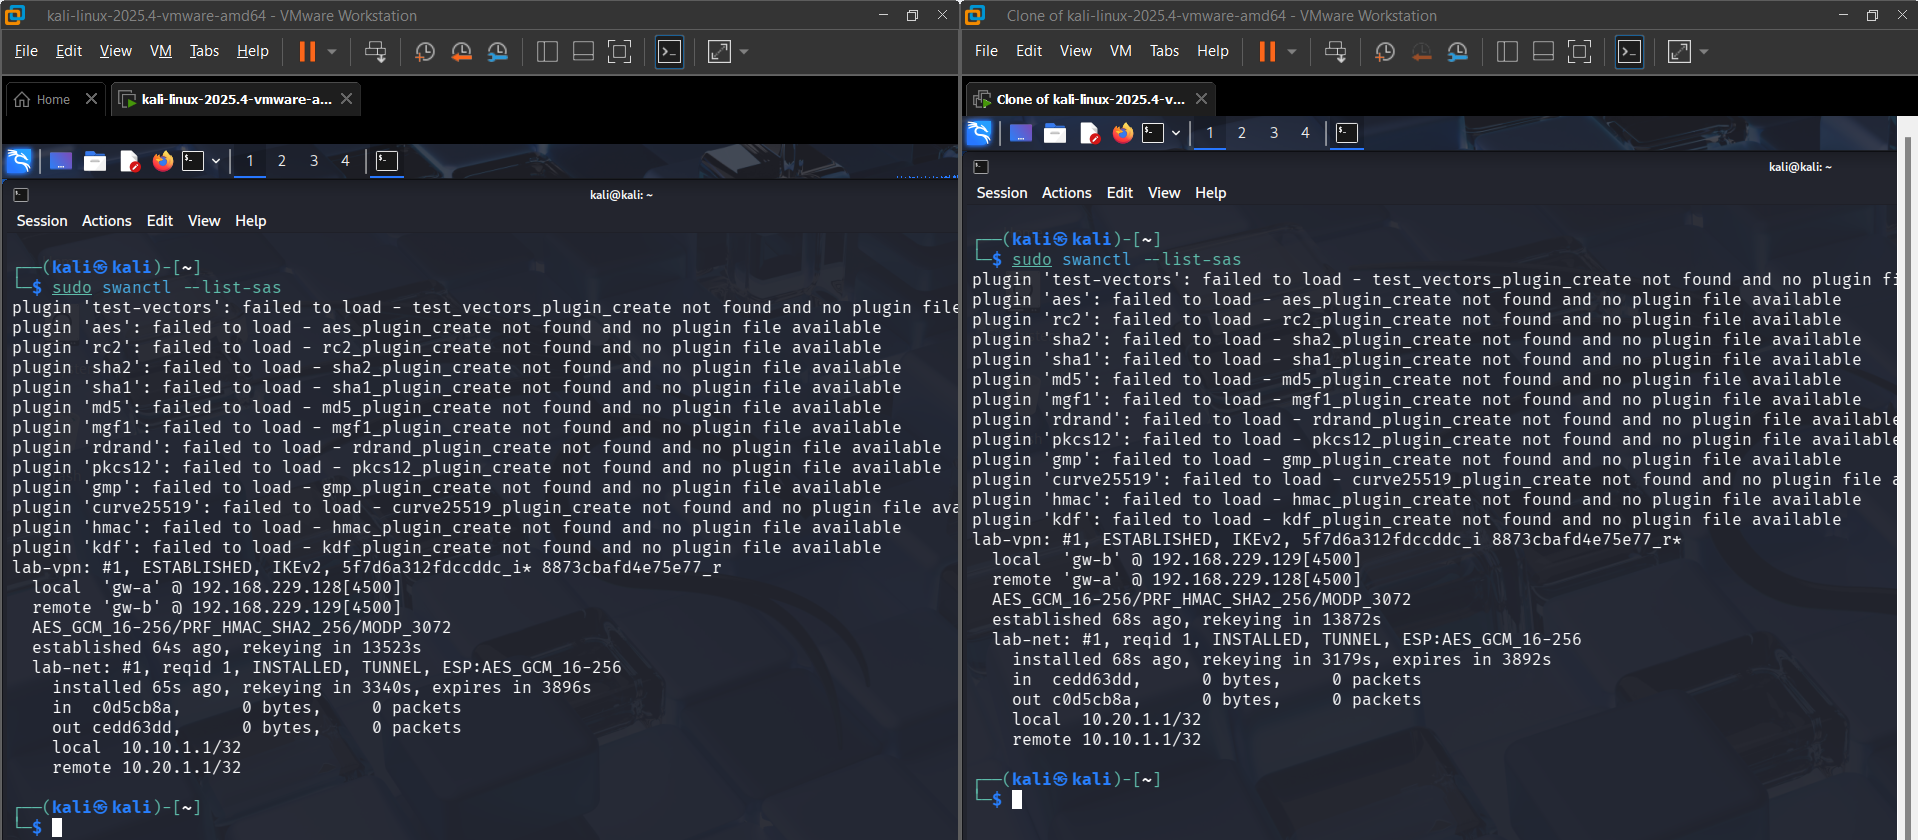 kali-linux-2025.4-vmware-amd64 - VMware Workstation
File Edit View VM Tabs Help
Home
kali-linux-2025.4-vmware-a...
1 2 3 4
kali@kali: ~
Session Actions Edit View Help
┌──(kali㉿kali)-[~]
└─$ sudo swanctl --list-sas
plugin 'test-vectors': failed to load - test_vectors_plugin_create not found and no plugin file
plugin 'aes': failed to load - aes_plugin_create not found and no plugin file available
plugin 'rc2': failed to load - rc2_plugin_create not found and no plugin file available
plugin 'sha2': failed to load - sha2_plugin_create not found and no plugin file available
plugin 'sha1': failed to load - sha1_plugin_create not found and no plugin file available
plugin 'md5': failed to load - md5_plugin_create not found and no plugin file available
plugin 'mgf1': failed to load - mgf1_plugin_create not found and no plugin file available
plugin 'rdrand': failed to load - rdrand_plugin_create not found and no plugin file available
plugin 'pkcs12': failed to load - pkcs12_plugin_create not found and no plugin file available
plugin 'gmp': failed to load - gmp_plugin_create not found and no plugin file available
plugin 'curve25519': failed to load - curve25519_plugin_create not found and no plugin file ava
plugin 'hmac': failed to load - hmac_plugin_create not found and no plugin file available
plugin 'kdf': failed to load - kdf_plugin_create not found and no plugin file available
lab-vpn: #1, ESTABLISHED, IKEv2, 5f7d6a312fdccddc_i* 8873cbafd4e75e77_r
  local  'gw-a' @ 192.168.229.128[4500]
  remote 'gw-b' @ 192.168.229.129[4500]
  AES_GCM_16-256/PRF_HMAC_SHA2_256/MODP_3072
  established 64s ago, rekeying in 13523s
  lab-net: #1, reqid 1, INSTALLED, TUNNEL, ESP:AES_GCM_16-256
    installed 65s ago, rekeying in 3340s, expires in 3896s
    in  c0d5cb8a,      0 bytes,     0 packets
    out cedd63dd,      0 bytes,     0 packets
    local  10.10.1.1/32
    remote 10.20.1.1/32
┌──(kali㉿kali)-[~]
└─$
Clone of kali-linux-2025.4-vmware-amd64 - VMware Workstation
File Edit View VM Tabs Help
Clone of kali-linux-2025.4-v...
1 2 3 4
kali@kali: ~
Session Actions Edit View Help
┌──(kali㉿kali)-[~]
└─$ sudo swanctl --list-sas
plugin 'test-vectors': failed to load - test_vectors_plugin_create not found and no plugin fi
plugin 'aes': failed to load - aes_plugin_create not found and no plugin file available
plugin 'rc2': failed to load - rc2_plugin_create not found and no plugin file available
plugin 'sha2': failed to load - sha2_plugin_create not found and no plugin file available
plugin 'sha1': failed to load - sha1_plugin_create not found and no plugin file available
plugin 'md5': failed to load - md5_plugin_create not found and no plugin file available
plugin 'mgf1': failed to load - mgf1_plugin_create not found and no plugin file available
plugin 'rdrand': failed to load - rdrand_plugin_create not found and no plugin file available
plugin 'pkcs12': failed to load - pkcs12_plugin_create not found and no plugin file available
plugin 'gmp': failed to load - gmp_plugin_create not found and no plugin file available
plugin 'curve25519': failed to load - curve25519_plugin_create not found and no plugin file a
plugin 'hmac': failed to load - hmac_plugin_create not found and no plugin file available
plugin 'kdf': failed to load - kdf_plugin_create not found and no plugin file available
lab-vpn: #1, ESTABLISHED, IKEv2, 5f7d6a312fdccddc_i 8873cbafd4e75e77_r*
  local  'gw-b' @ 192.168.229.129[4500]
  remote 'gw-a' @ 192.168.229.128[4500]
  AES_GCM_16-256/PRF_HMAC_SHA2_256/MODP_3072
  established 68s ago, rekeying in 13872s
  lab-net: #1, reqid 1, INSTALLED, TUNNEL, ESP:AES_GCM_16-256
    installed 68s ago, rekeying in 3179s, expires in 3892s
    in  cedd63dd,      0 bytes,     0 packets
    out c0d5cb8a,      0 bytes,     0 packets
    local  10.20.1.1/32
    remote 10.10.1.1/32
┌──(kali㉿kali)-[~]
└─$